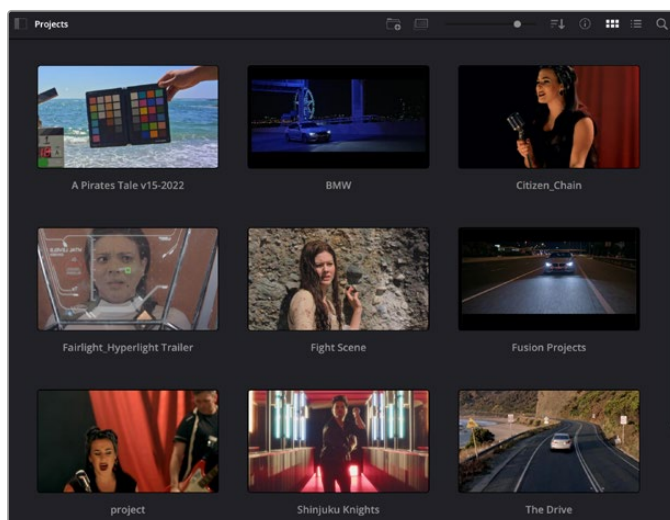 Projects
A Pirates Tale v15-2022
BMW
Citizen_Chain
Fairlight_Hyperlight Trailer
Fight Scene
Fusion Projects
project
Shinjuku Knights
The Drive